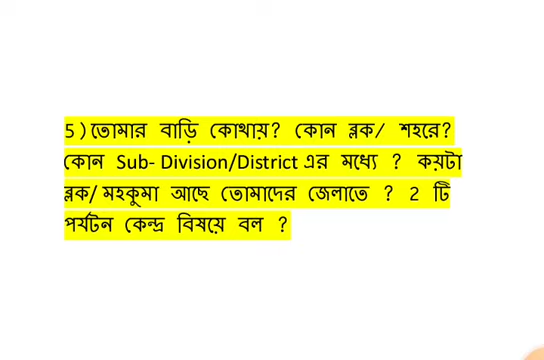 5)তোমার বাড়ি কোথায়? কোন ব্লক/ শহরে?
কোন Sub- Division/District এর মধ্যে ? কয়টা
ব্লক/ মহকুমা আছে তোমাদের জেলাতে ? 2 টি
পর্যটন কেন্দ্র বিষয়ে বল ?